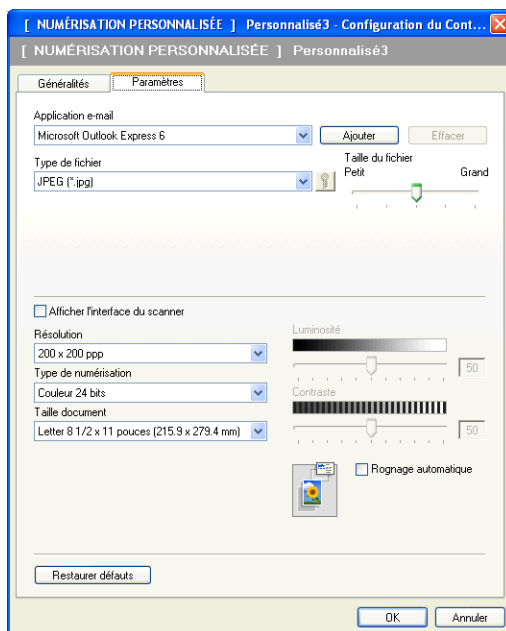 [ NUMÉRISATION PERSONNALISÉE ] Personnalisé3 - Configuration du Cont...
[ NUMÉRISATION PERSONNALISÉE ] Personnalisé3
Généralités Paramètres
Application e-mail
Microsoft Outlook Express 6 Ajouter Effacer
Type de fichier Taille du fichier
Petit Grand
JPEG (*.jpg)
Afficher l'interface du scanner
Résolution Luminosité
200 x 200 ppp 50
Type de numérisation
Couleur 24 bits Contraste
Taille document
Letter 8 1/2 x 11 pouces (215.9 x 279.4 mm) 50
Rognage automatique
Restaurer défauts
OK Annuler